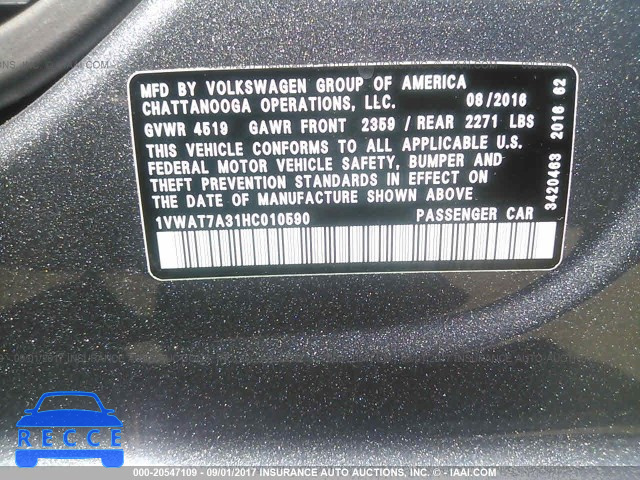 MFD BY VOLKSWAGEN GROUP OF AMERICA
CHATTANOOGA OPERATIONS, LLC. 08/2016
GVWR 4519 GAWR FRONT 2359 / REAR 2271 LBS
THIS VEHICLE CONFORMS TO ALL APPLICABLE U.S.
FEDERAL MOTOR VEHICLE SAFETY, BUMPER AND
THEFT PREVENTION STANDARDS IN EFFECT ON THE
DATE OF MANUFACTURE SHOWN ABOVE
1VWAT7A31HC010590 PASSENGER CAR
3420463 2016 62
RECCE
000-20547109 - 09/01/2017 - INSURANCE AUTO AUCTIONS, INC.
IAAI.COM